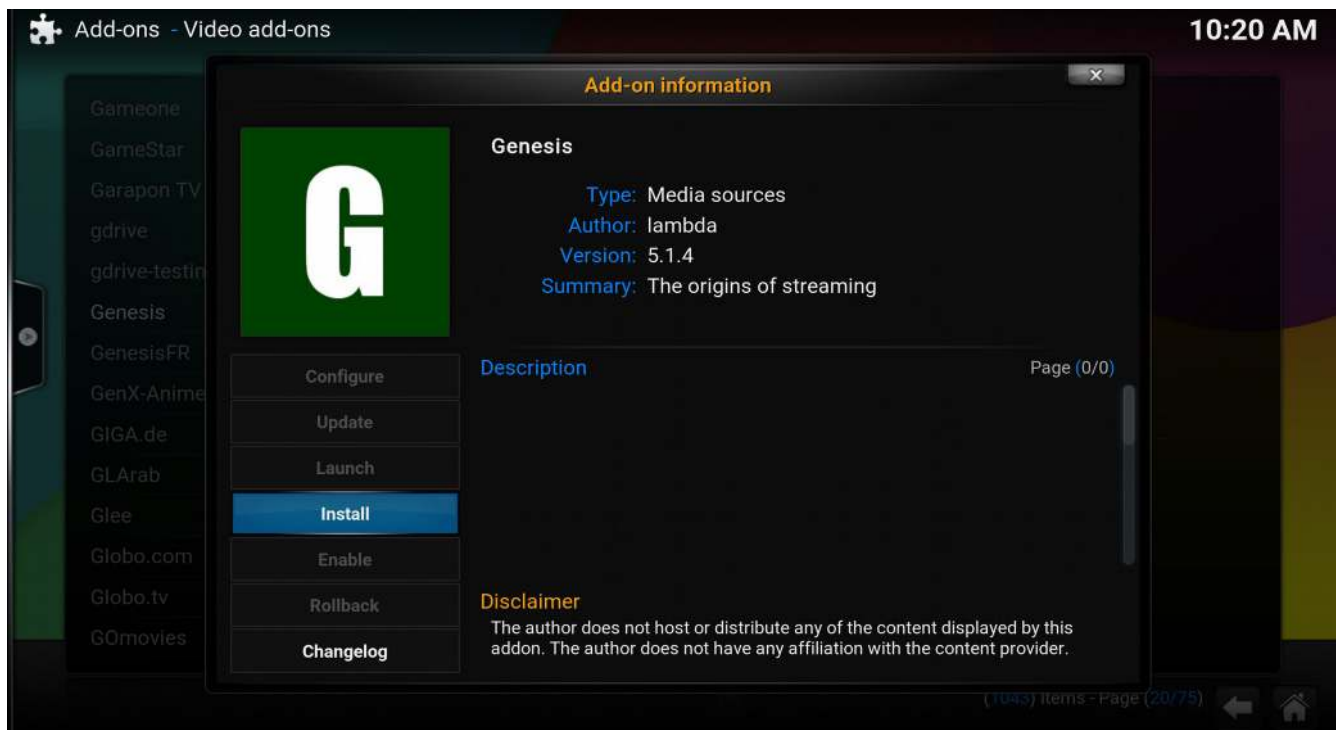 Add-ons - Video add-ons
10:20 AM
Add-on information
Gameone
GameStar
Garapon TV
gdrive
gdrive-testin
Genesis
GenesisFR
GenX-Anime
GIGA.de
GLArab
Glee
Globo.com
Globo.tv
GOmovies
G
Configure
Update
Launch
Install
Enable
Rollback
Changelog
Genesis
Type: Media sources
Author: lambda
Version: 5.1.4
Summary: The origins of streaming
Description
Page (0/0)
Disclaimer
The author does not host or distribute any of the content displayed by this
addon. The author does not have any affiliation with the content provider.
(1043) Items - Page (20/75)